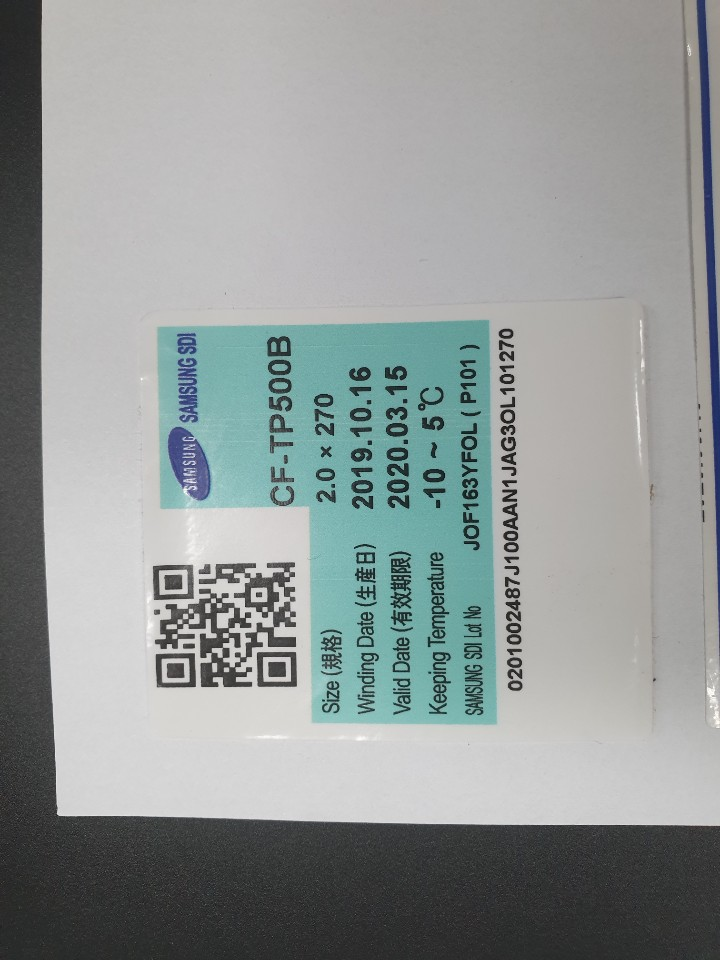 SAMSUNG SAMSUNG SDI
CF-TP500B
Size (規格) 2.0 × 270
Winding Date (生産日) 2019.10.16
Valid Date (有效期限) 2020.03.15
Keeping Temperature -10 ~ 5℃
SAMSUNG SDI Lot No JOF163YFOL ( P101 )
0201002487J100AAN1JAG3OL101270